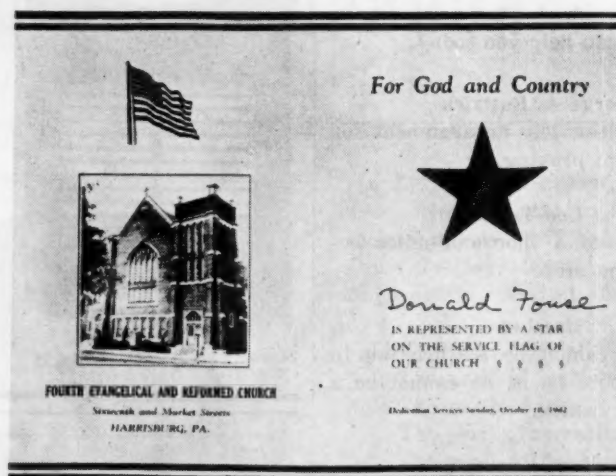 FOURTH EVANGELICAL AND REFORMED CHURCH
Sixteenth and Market Streets
HARRISBURG, PA.
For God and Country
Donald Fouse
IS REPRESENTED BY A STAR
ON THE SERVICE FLAG OF
OUR CHURCH
Dedication Services Sunday, October 18, 1942